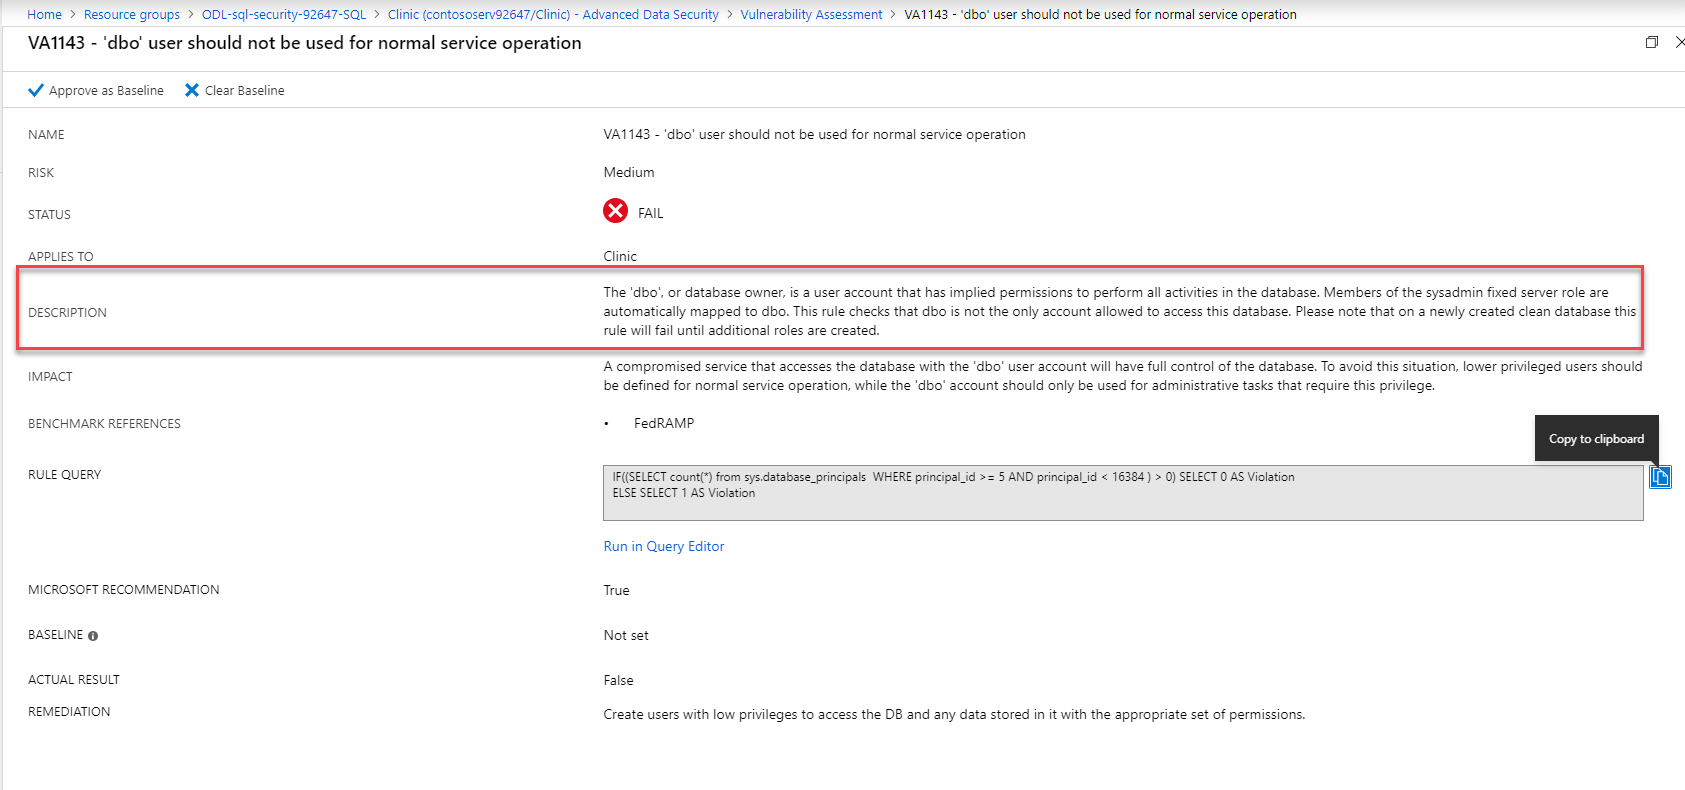 Home > Resource groups > ODL-sql-security-92647-SQL > Clinic (contososerv92647/Clinic) - Advanced Data Security > Vulnerability Assessment > VA1143 - 'dbo' user should not be used for normal service operation
VA1143 - 'dbo' user should not be used for normal service operation
Approve as Baseline Clear Baseline
NAME VA1143 - 'dbo' user should not be used for normal service operation
RISK Medium
STATUS FAIL
APPLIES TO Clinic
DESCRIPTION
The 'dbo', or database owner, is a user account that has implied permissions to perform all activities in the database. Members of the sysadmin fixed server role are
automatically mapped to dbo. This rule checks that dbo is not the only account allowed to access this database. Please note that on a newly created clean database this
rule will fail until additional roles are created.
IMPACT
A compromised service that accesses the database with the 'dbo' user account will have full control of the database. To avoid this situation, lower privileged users should
be defined for normal service operation, while the 'dbo' account should only be used for administrative tasks that require this privilege.
BENCHMARK REFERENCES • FedRAMP
Copy to clipboard
RULE QUERY
IF((SELECT count(*) from sys.database_principals WHERE principal_id >= 5 AND principal_id < 16384 ) > 0) SELECT 0 AS Violation
ELSE SELECT 1 AS Violation
Run in Query Editor
MICROSOFT RECOMMENDATION True
BASELINE Not set
ACTUAL RESULT False
REMEDIATION Create users with low privileges to access the DB and any data stored in it with the appropriate set of permissions.